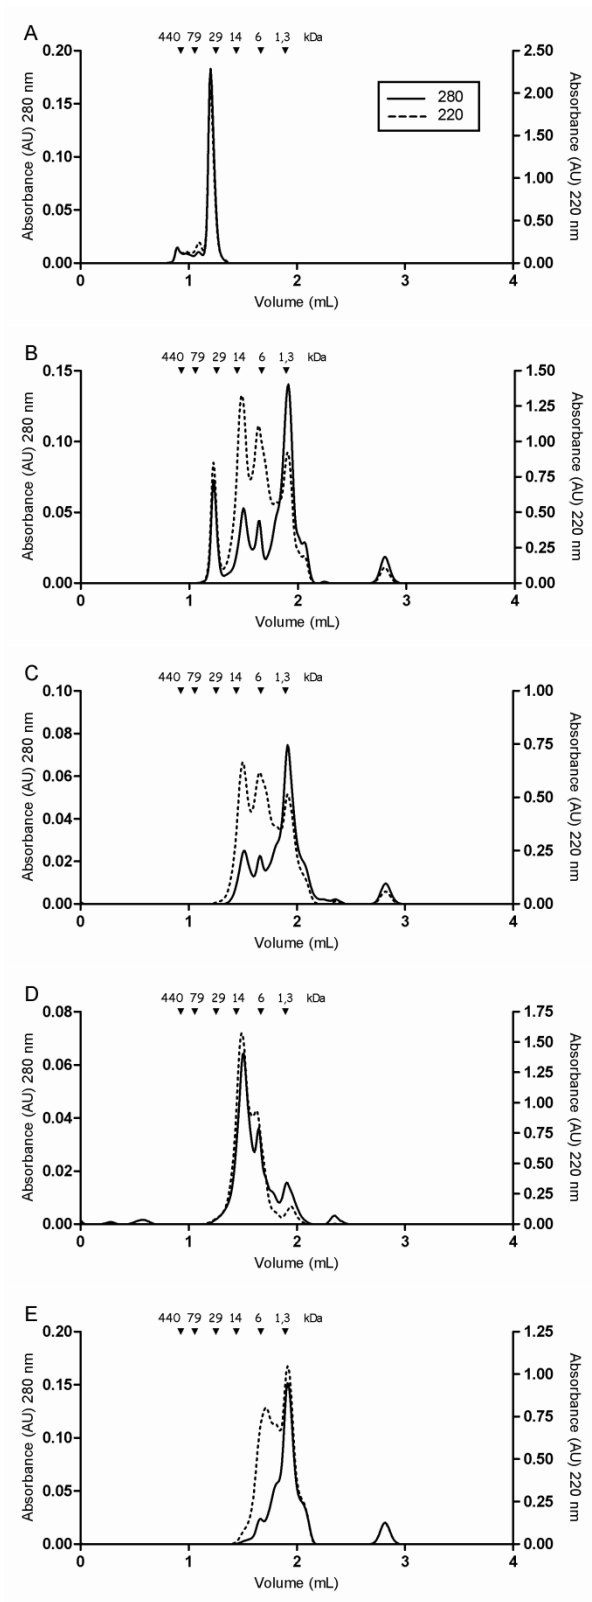 A
440 79 29 14 6 1,3 kDa
0.20
0.15
0.10
0.05
0.00
Absorbance (AU) 280 nm
2.50
2.00
1.50
1.00
0.50
0.00
Absorbance (AU) 220 nm
280
220
0 1 2 3 4
Volume (mL)
B
440 79 29 14 6 1,3 kDa
0.15
0.10
0.05
0.00
Absorbance (AU) 280 nm
1.50
1.25
1.00
0.75
0.50
0.25
0.00
Absorbance (AU) 220 nm
0 1 2 3 4
Volume (mL)
C
440 79 29 14 6 1,3 kDa
0.10
0.08
0.06
0.04
0.02
0.00
Absorbance (AU) 280 nm
1.00
0.75
0.50
0.25
0.00
Absorbance (AU) 220 nm
0 1 2 3 4
Volume (mL)
D
440 79 29 14 6 1,3 kDa
0.08
0.06
0.04
0.02
0.00
Absorbance (AU) 280 nm
1.75
1.50
1.25
1.00
0.75
0.50
0.25
0.00
Absorbance (AU) 220 nm
0 1 2 3 4
Volume (mL)
E
440 79 29 14 6 1,3 kDa
0.20
0.15
0.10
0.05
0.00
Absorbance (AU) 280 nm
1.25
1.00
0.75
0.50
0.25
0.00
Absorbance (AU) 220 nm
0 1 2 3 4
Volume (mL)